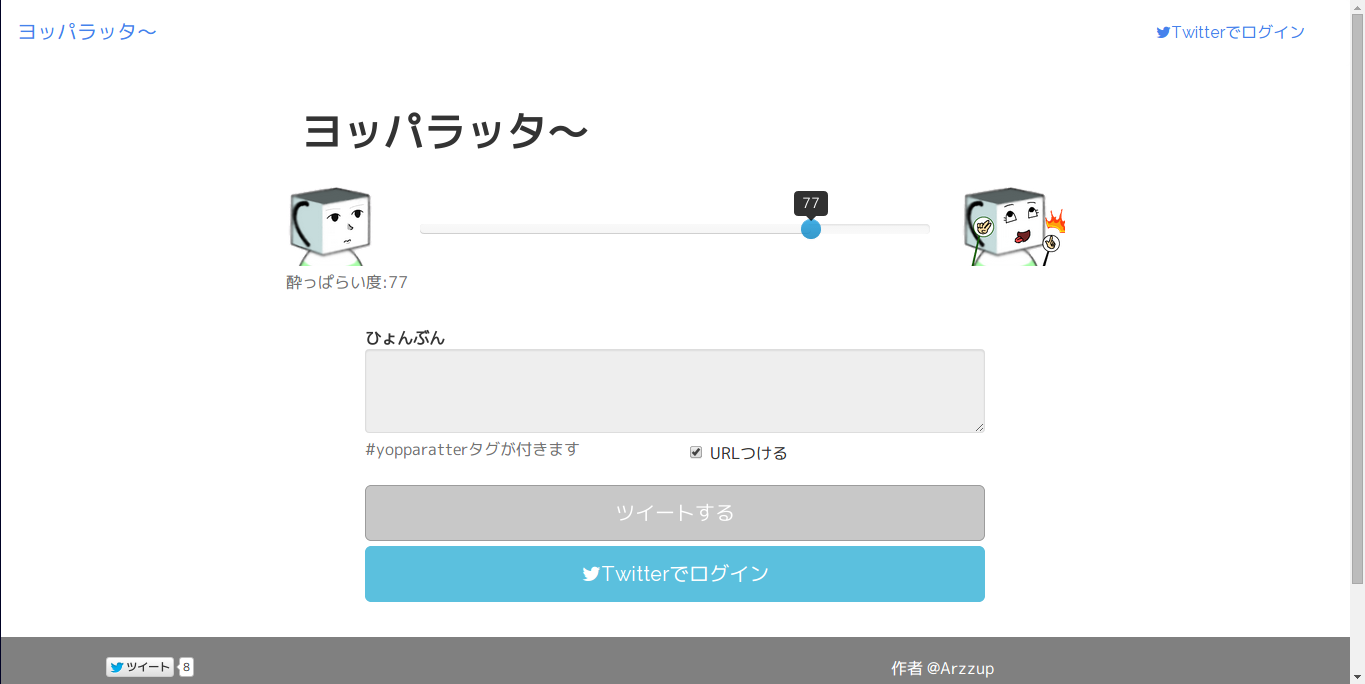 ヨッパラッタ〜
Twitterでログイン
ヨッパラッタ〜
77
酔っぱらい度:77
ひょんぶん
#yopparatterタグが付きます
URLつける
ツイートする
Twitterでログイン
ツイート 8
作者 @Arzzup